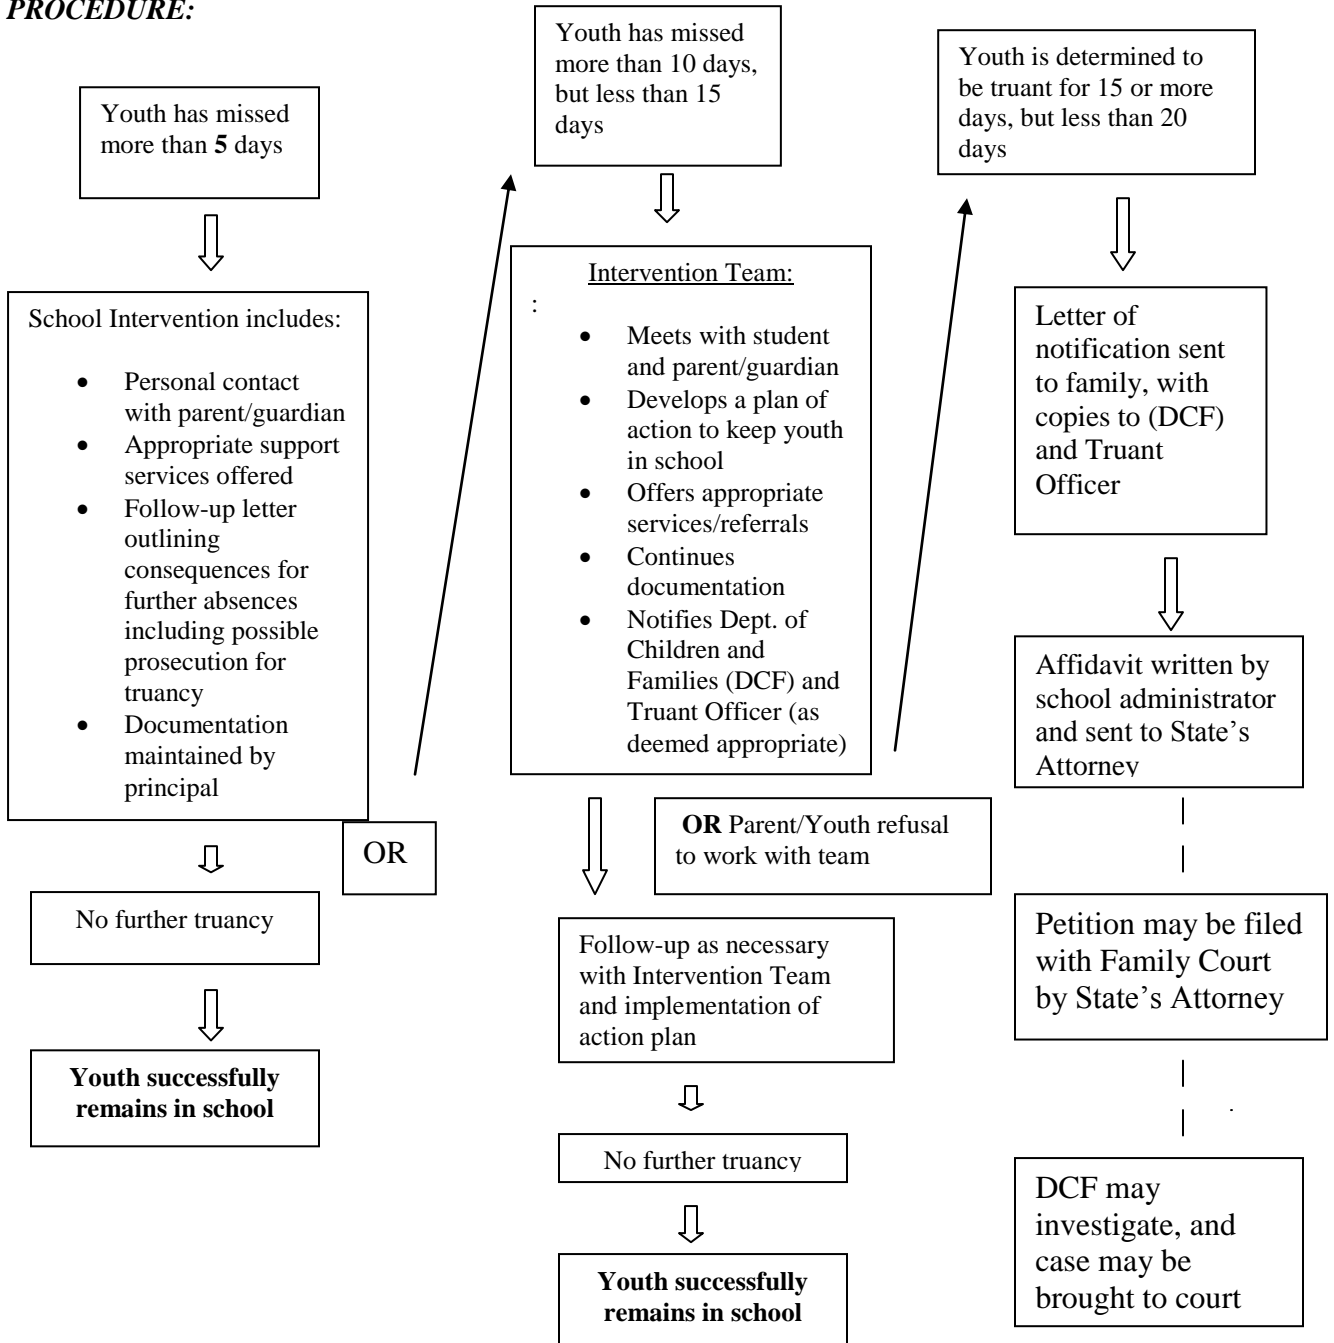 PROCEDURE:
Youth has missed
more than 5 days
School Intervention includes:
• Personal contact
with parent/guardian
• Appropriate support
services offered
• Follow-up letter
outlining
consequences for
further absences
including possible
prosecution for
truancy
• Documentation
maintained by
principal
OR
No further truancy
Youth successfully
remains in school
Youth has missed
more than 10 days,
but less than 15
days
Intervention Team:
:
• Meets with student
and parent/guardian
• Develops a plan of
action to keep youth
in school
• Offers appropriate
services/referrals
• Continues
documentation
• Notifies Dept. of
Children and
Families (DCF) and
Truant Officer (as
deemed appropriate)
OR Parent/Youth refusal
to work with team
Follow-up as necessary
with Intervention Team
and implementation of
action plan
No further truancy
Youth successfully
remains in school
Youth is determined to
be truant for 15 or more
days, but less than 20
days
Letter of
notification sent
to family, with
copies to (DCF)
and Truant
Officer
Affidavit written by
school administrator
and sent to State’s
Attorney
Petition may be filed
with Family Court
by State’s Attorney
.
DCF may
investigate, and
case may be
brought to court